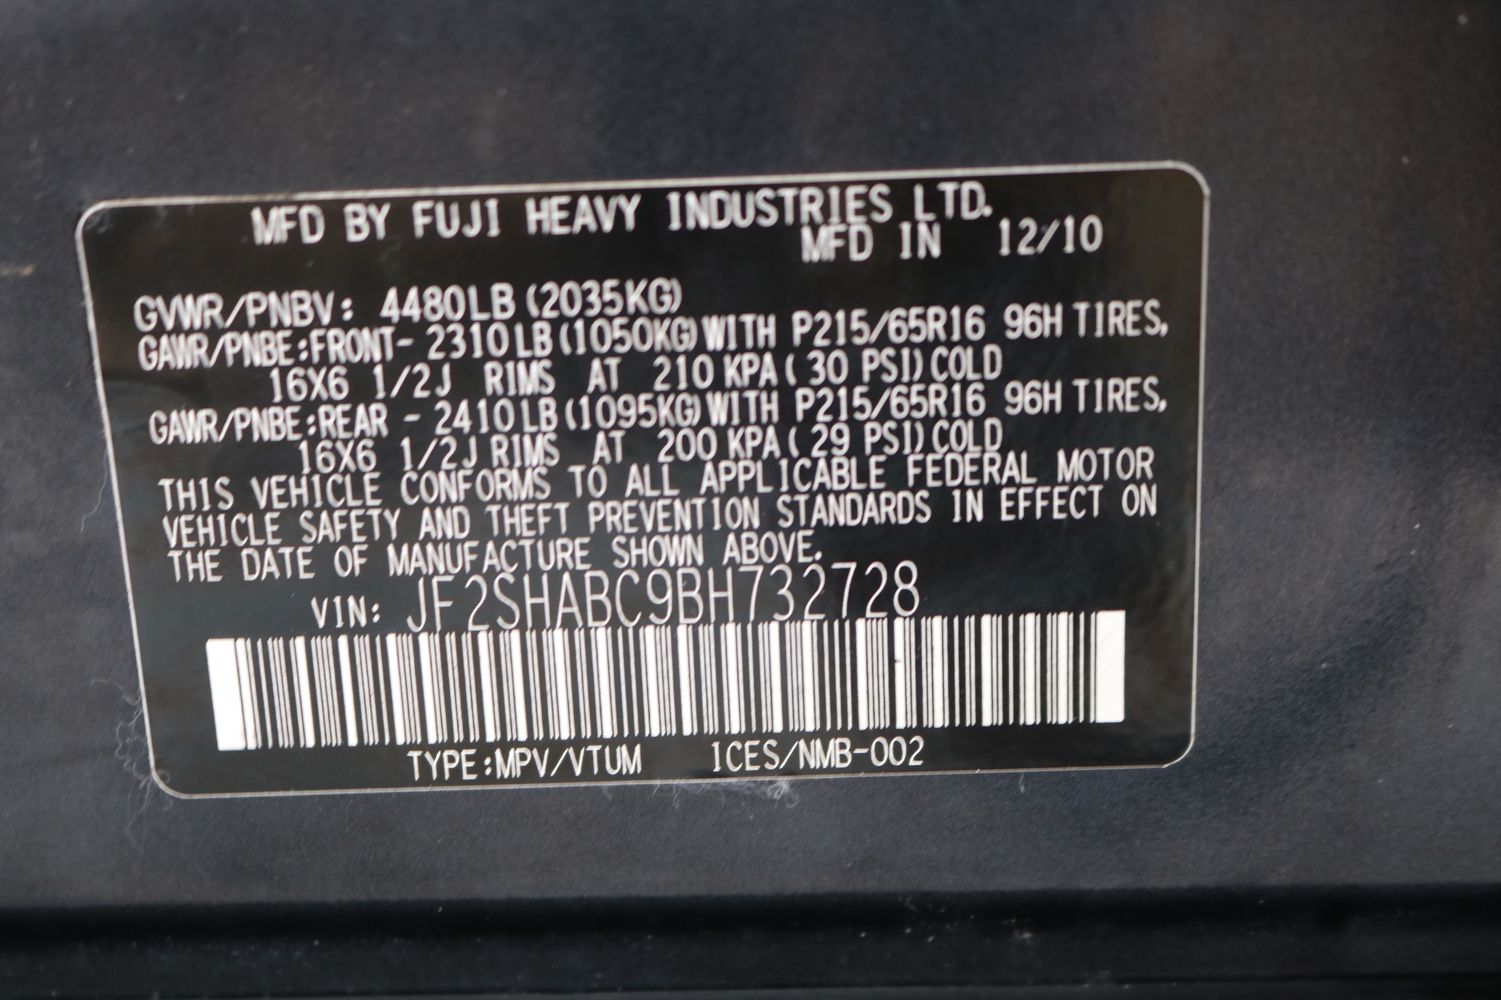 MFD BY FUJI HEAVY INDUSTRIES LTD.
MFD IN 12/10
GVWR/PNBV: 4480LB (2035KG)
GAWR/PNBE:FRONT- 2310LB (1050KG) WITH P215/65R16 96H TIRES,
16X6 1/2J RIMS AT 210 KPA ( 30 PSI) COLD
GAWR/PNBE:REAR - 2410LB (1095KG) WITH P215/65R16 96H TIRES,
16X6 1/2J RIMS AT 200 KPA ( 29 PSI) COLD
THIS VEHICLE CONFORMS TO ALL APPLICABLE FEDERAL MOTOR
VEHICLE SAFETY AND THEFT PREVENTION STANDARDS IN EFFECT ON
THE DATE OF MANUFACTURE SHOWN ABOVE.
VIN: JF2SHABC9BH732728
TYPE:MPV/VTUM ICES/NMB-002